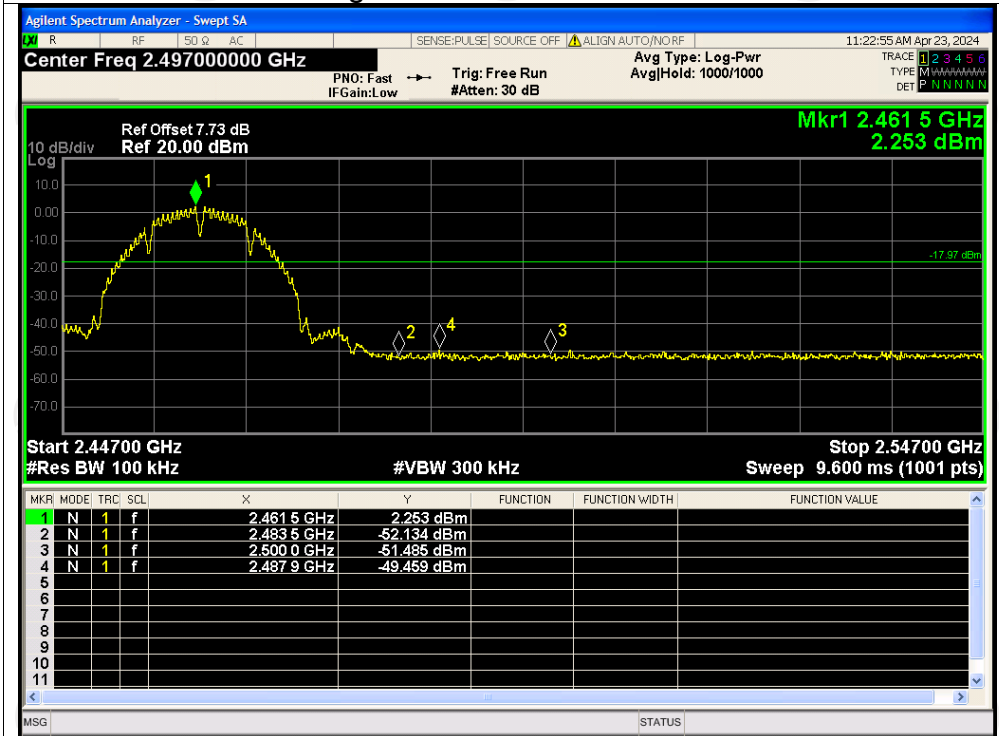 Agilent Spectrum Analyzer - Swept SA
LXI R RF 50 Ω AC SENSE:PULSE SOURCE OFF ALIGN AUTO/NO RF 11:22:55 AM Apr 23, 2024
Center Freq 2.497000000 GHz
PNO: Fast
IFGain:Low
Trig: Free Run
#Atten: 30 dB
Avg Type: Log-Pwr
Avg|Hold: 1000/1000
TRACE 1 2 3 4 5 6
TYPE M WWWWW
DET P N N N N N
Mkr1 2.461 5 GHz
2.253 dBm
Ref Offset 7.73 dB
10 dB/div Ref 20.00 dBm
Log
10.0
0.00
-10.0
-20.0
-30.0
-40.0
-50.0
-60.0
-70.0
1
-17.97 dBm
2
4
3
Start 2.44700 GHz Stop 2.54700 GHz
#Res BW 100 kHz #VBW 300 kHz Sweep 9.600 ms (1001 pts)
MKR MODE TRC SCL X Y FUNCTION FUNCTION WIDTH FUNCTION VALUE
1 N 1 f 2.461 5 GHz 2.253 dBm
2 N 1 f 2.483 5 GHz -52.134 dBm
3 N 1 f 2.500 0 GHz -51.485 dBm
4 N 1 f 2.487 9 GHz -49.459 dBm
5
6
7
8
9
10
11
MSG STATUS